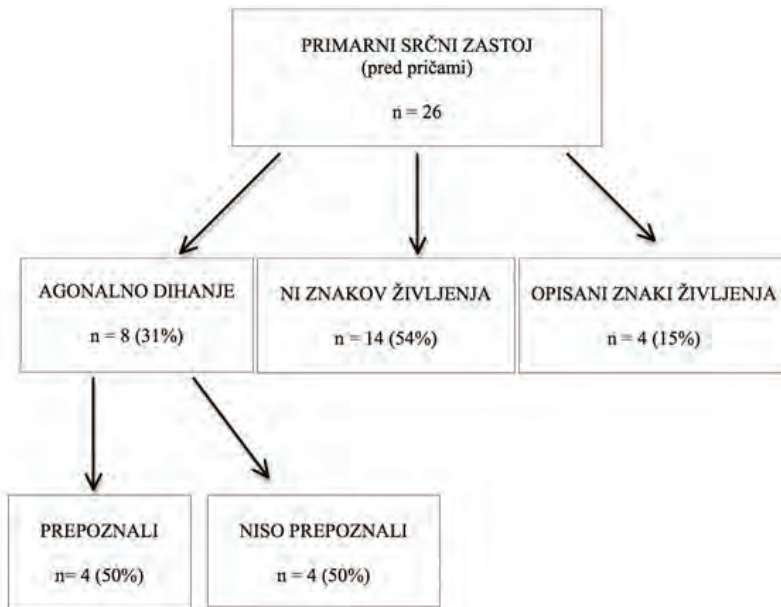 PRIMARNI SRČNI ZASTOJ
(pred pričami)
n = 26
AGONALNO DIHANJE
n = 8 (31%)
NI ZNAKOV ŽIVLJENJA
n = 14 (54%)
OPISANI ZNAKI ŽIVLJENJA
n = 4 (15%)
PREPOZNALI
n= 4 (50%)
NISO PREPOZNALI
n = 4 (50%)